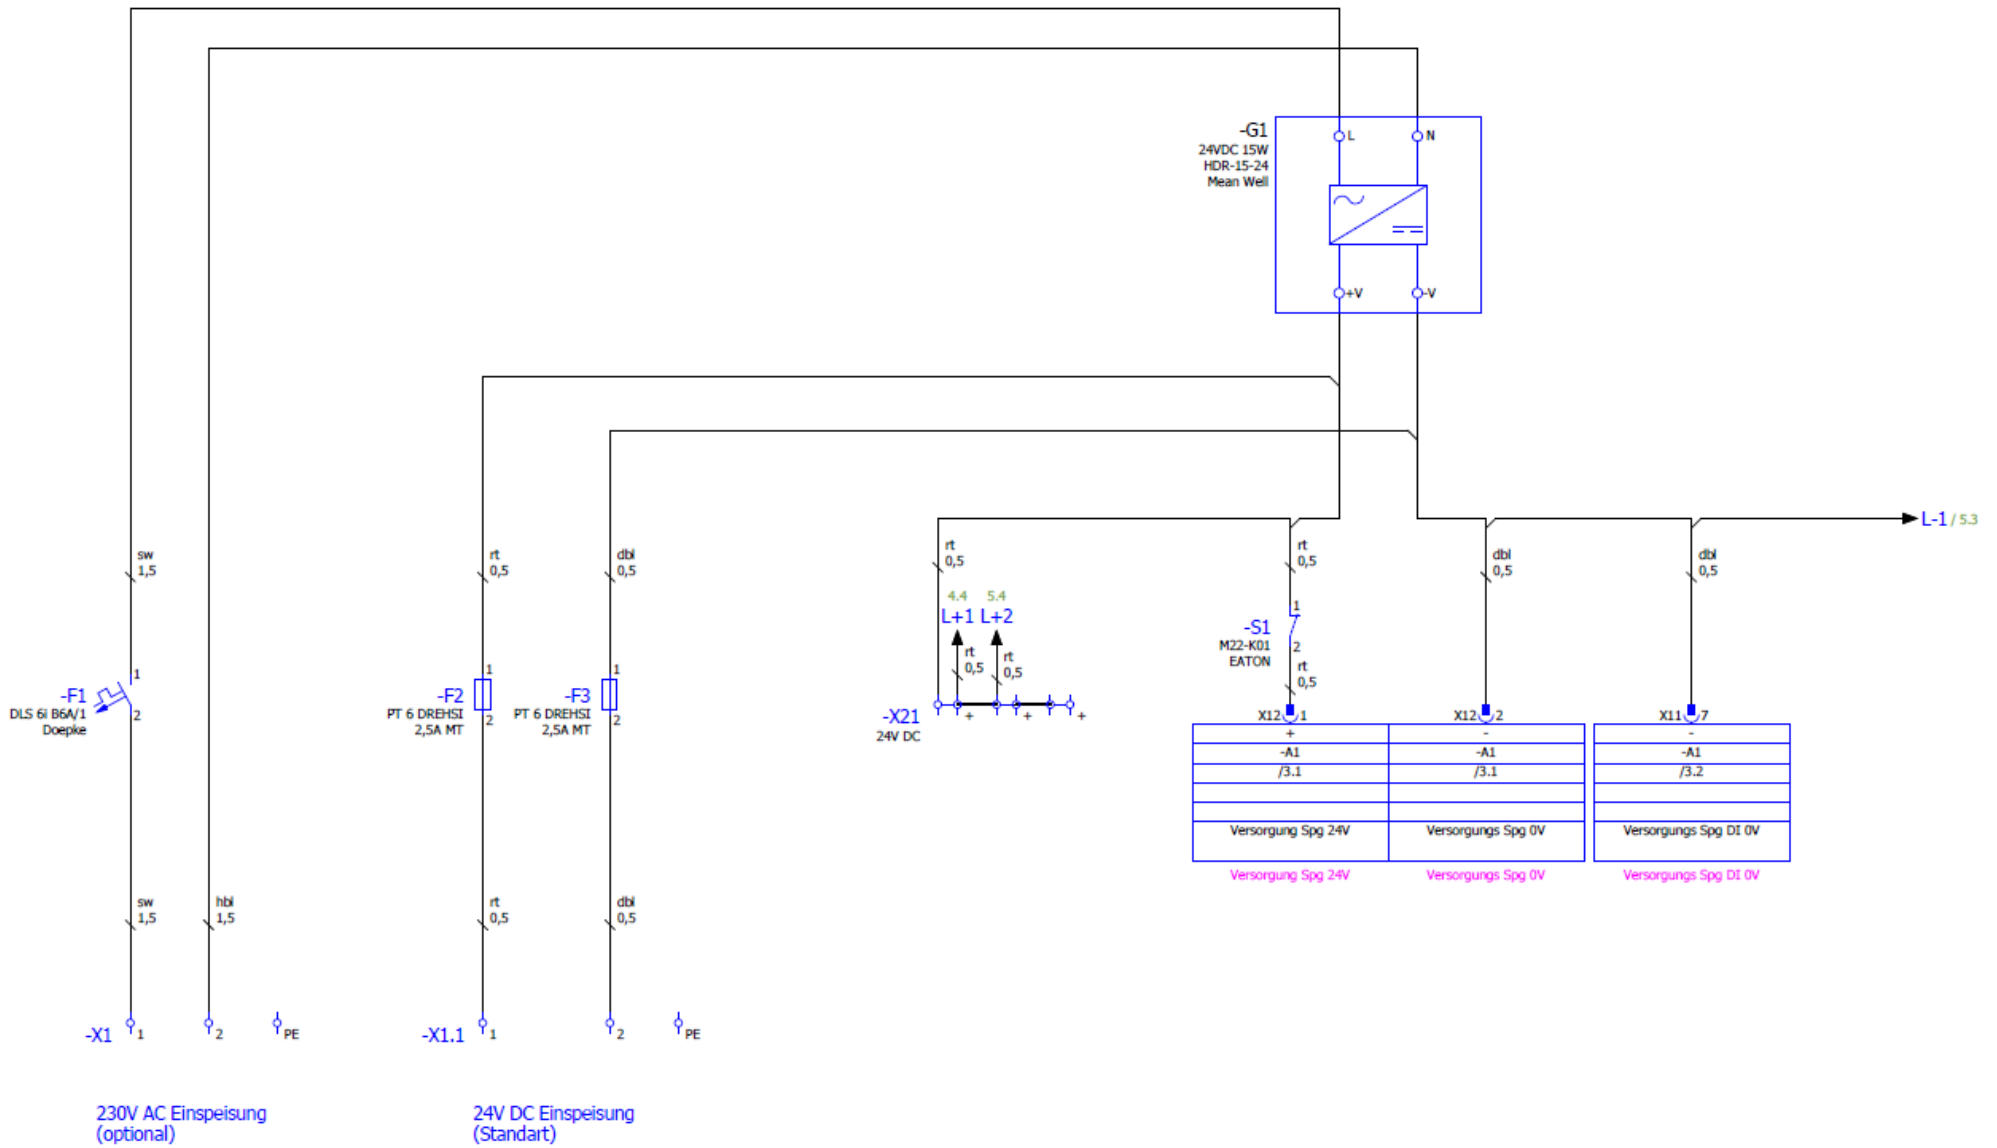 -G1
24VDC 15W
HDR-15-24
Mean Well
L
N
+V
-V
L-1 / 5.3
sw
1,5
rt
0,5
dbl
0,5
rt
0,5
rt
0,5
dbl
0,5
dbl
0,5
4.4 5.4
L+1 L+2
rt
0,5
rt
0,5
-S1
M22-K01
EATON
1
2
rt
0,5
-F1
DLS 6I B6A/1
Doepke
1
2
-F2
PT 6 DREHSI
2,5A MT
1
2
-F3
PT 6 DREHSI
2,5A MT
1
2
-X21
24V DC
+
+
+
X12 1
X12 2
X11 7
+
-
-
-A1
-A1
-A1
/3.1
/3.1
/3.2
Versorgung Spg 24V
Versorgungs Spg 0V
Versorgungs Spg DI 0V
Versorgung Spg 24V
Versorgungs Spg 0V
Versorgungs Spg DI 0V
sw
1,5
hbl
1,5
rt
0,5
dbl
0,5
-X1
1
2
PE
-X1.1
1
2
PE
230V AC Einspeisung
(optional)
24V DC Einspeisung
(Standart)